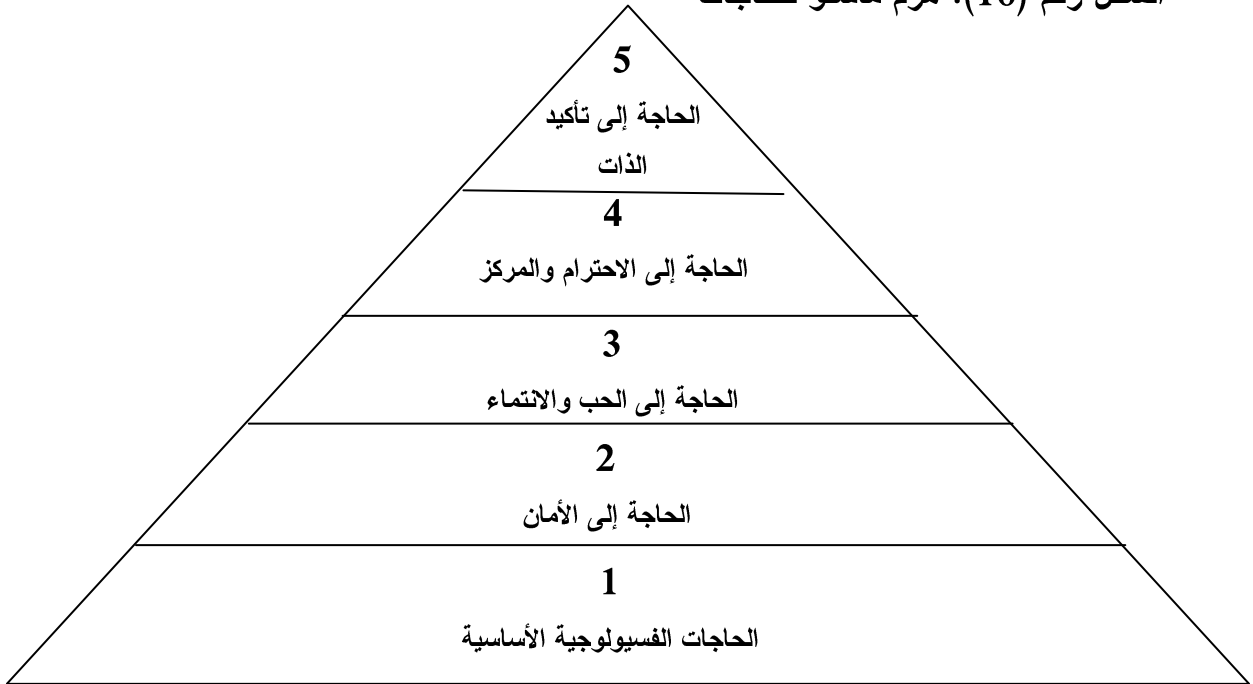 (10)
5
الحاجة إلى تأكيد
الذات
4
الحاجة إلى الاحترام والمركز
3
الحاجة إلى الحب والانتماء
2
الحاجة إلى الأمان
1
الحاجات الفسيولوجية الأساسية